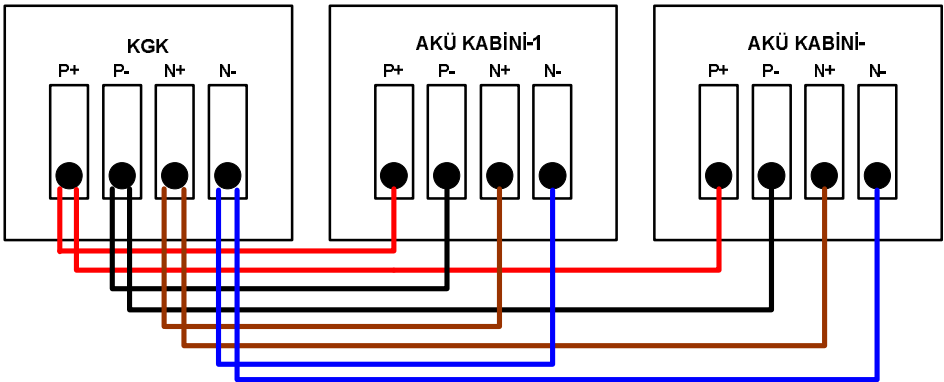 KGK
P+ P- N+ N-
AKÜ KABİNİ-1
P+ P- N+ N-
AKÜ KABİNİ-
P+ P- N+ N-